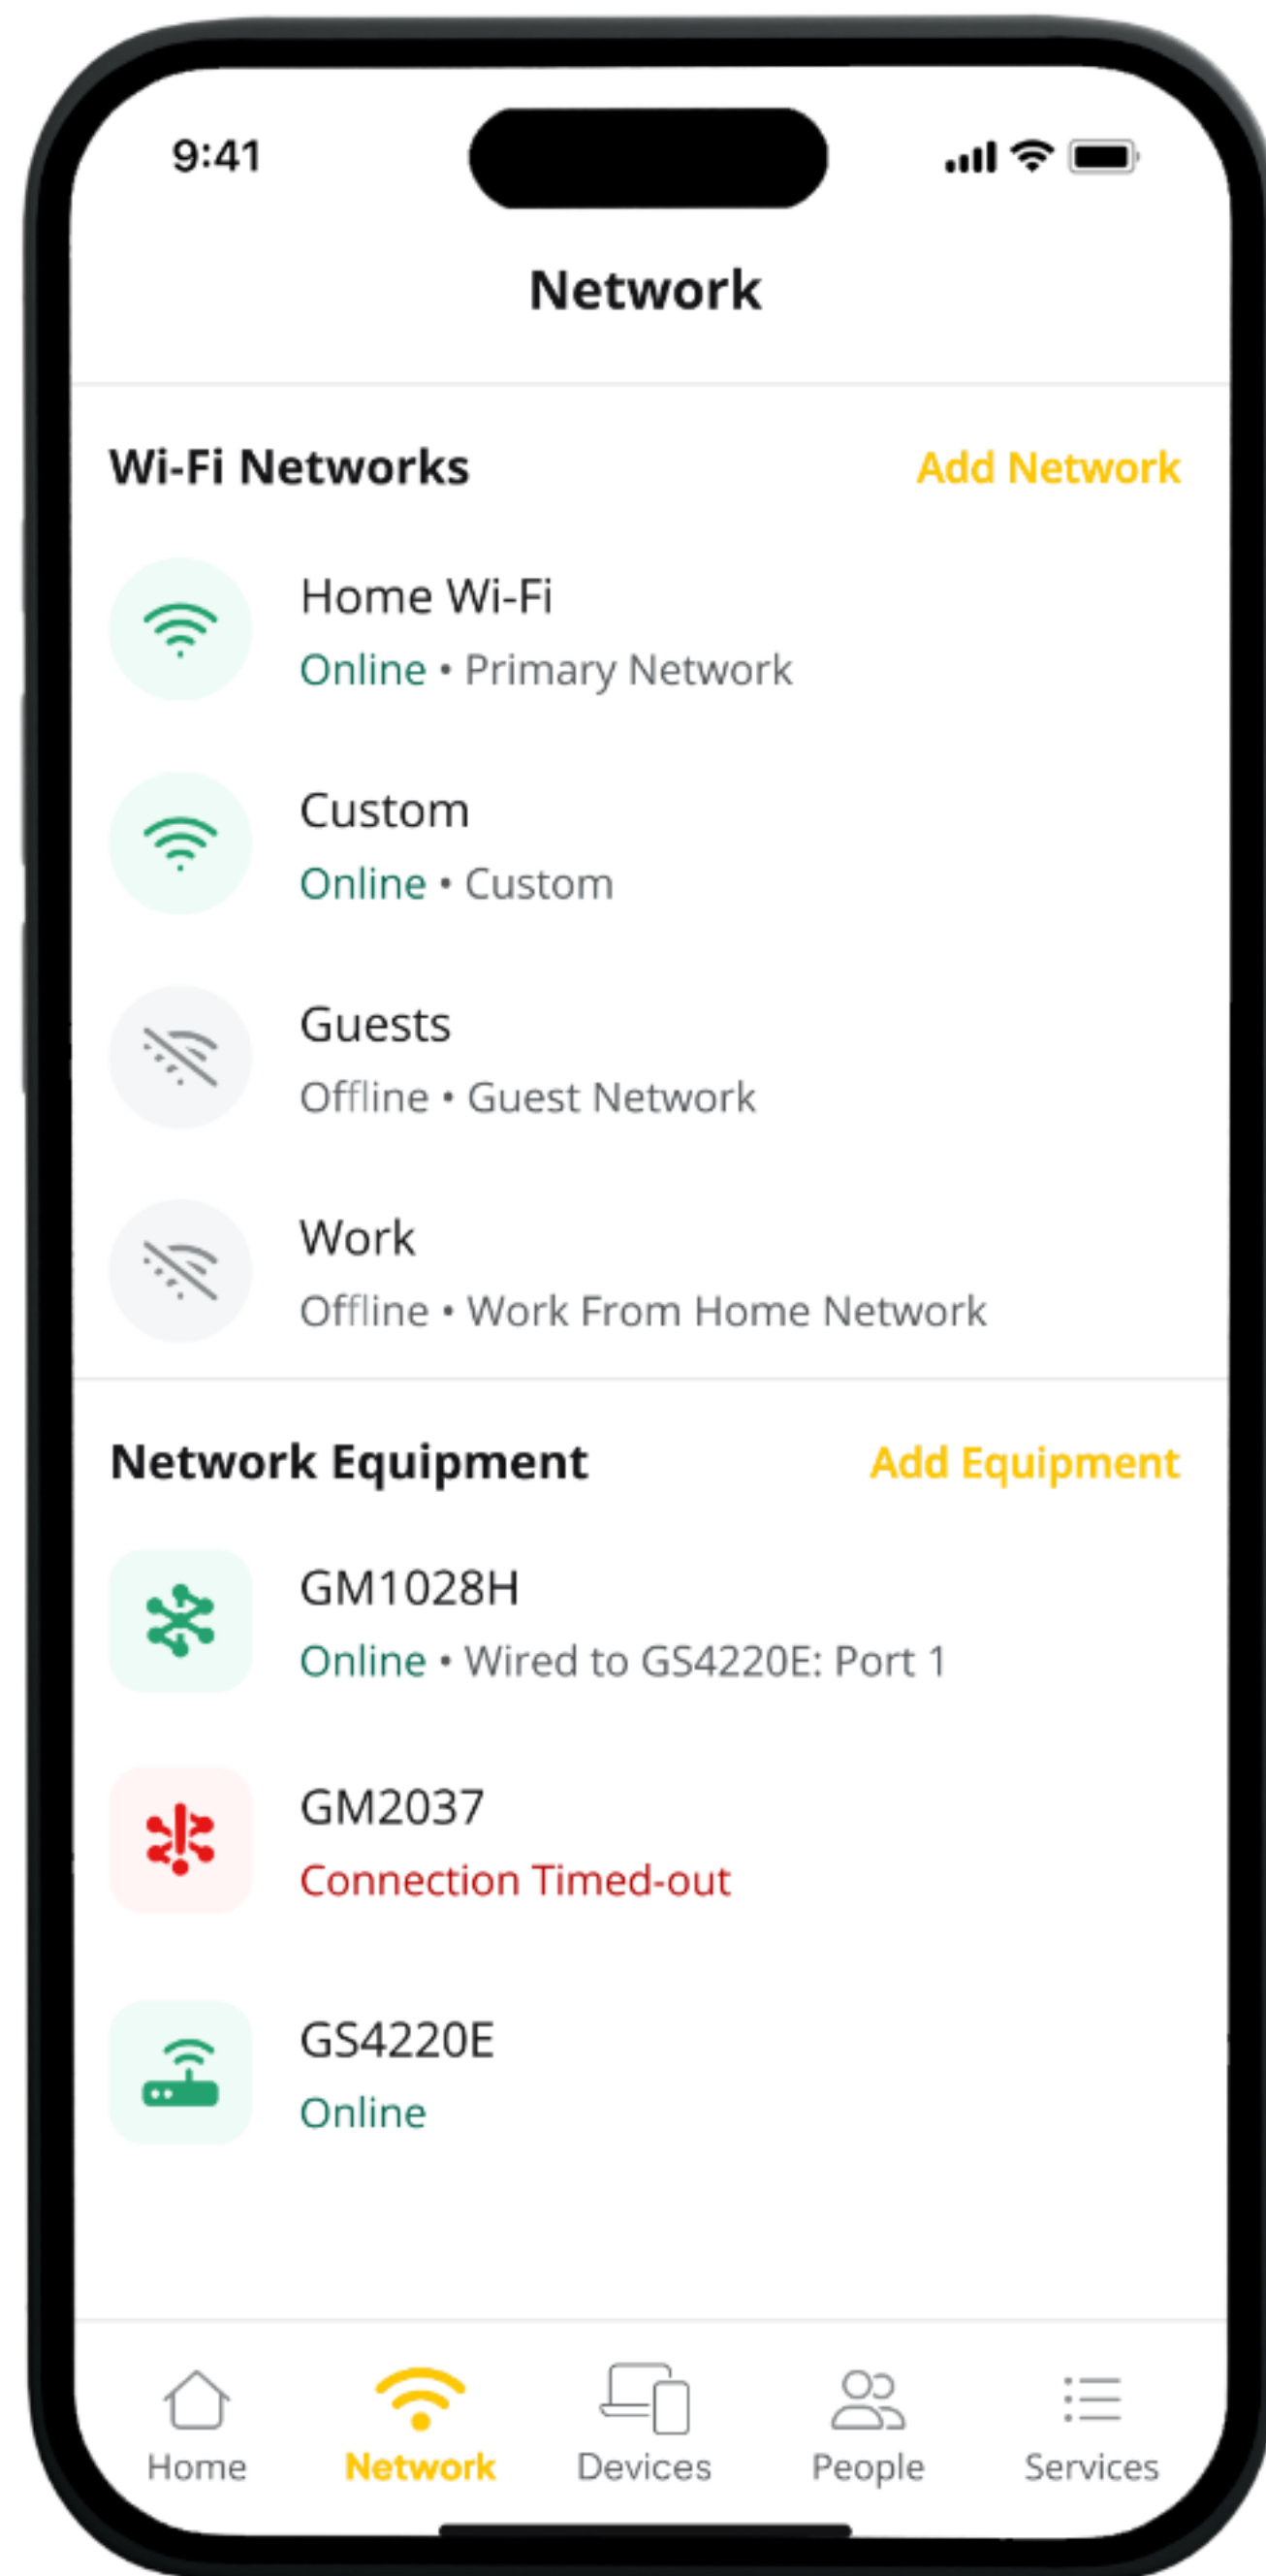 9:41
Network
Wi-Fi Networks
Add Network
Home Wi-Fi
Online • Primary Network
Custom
Online • Custom
Guests
Offline • Guest Network
Work
Offline • Work From Home Network
Network Equipment
Add Equipment
GM1028H
Online • Wired to GS4220E: Port 1
GM2037
Connection Timed-out
GS4220E
Online
Home
Network
Devices
People
Services